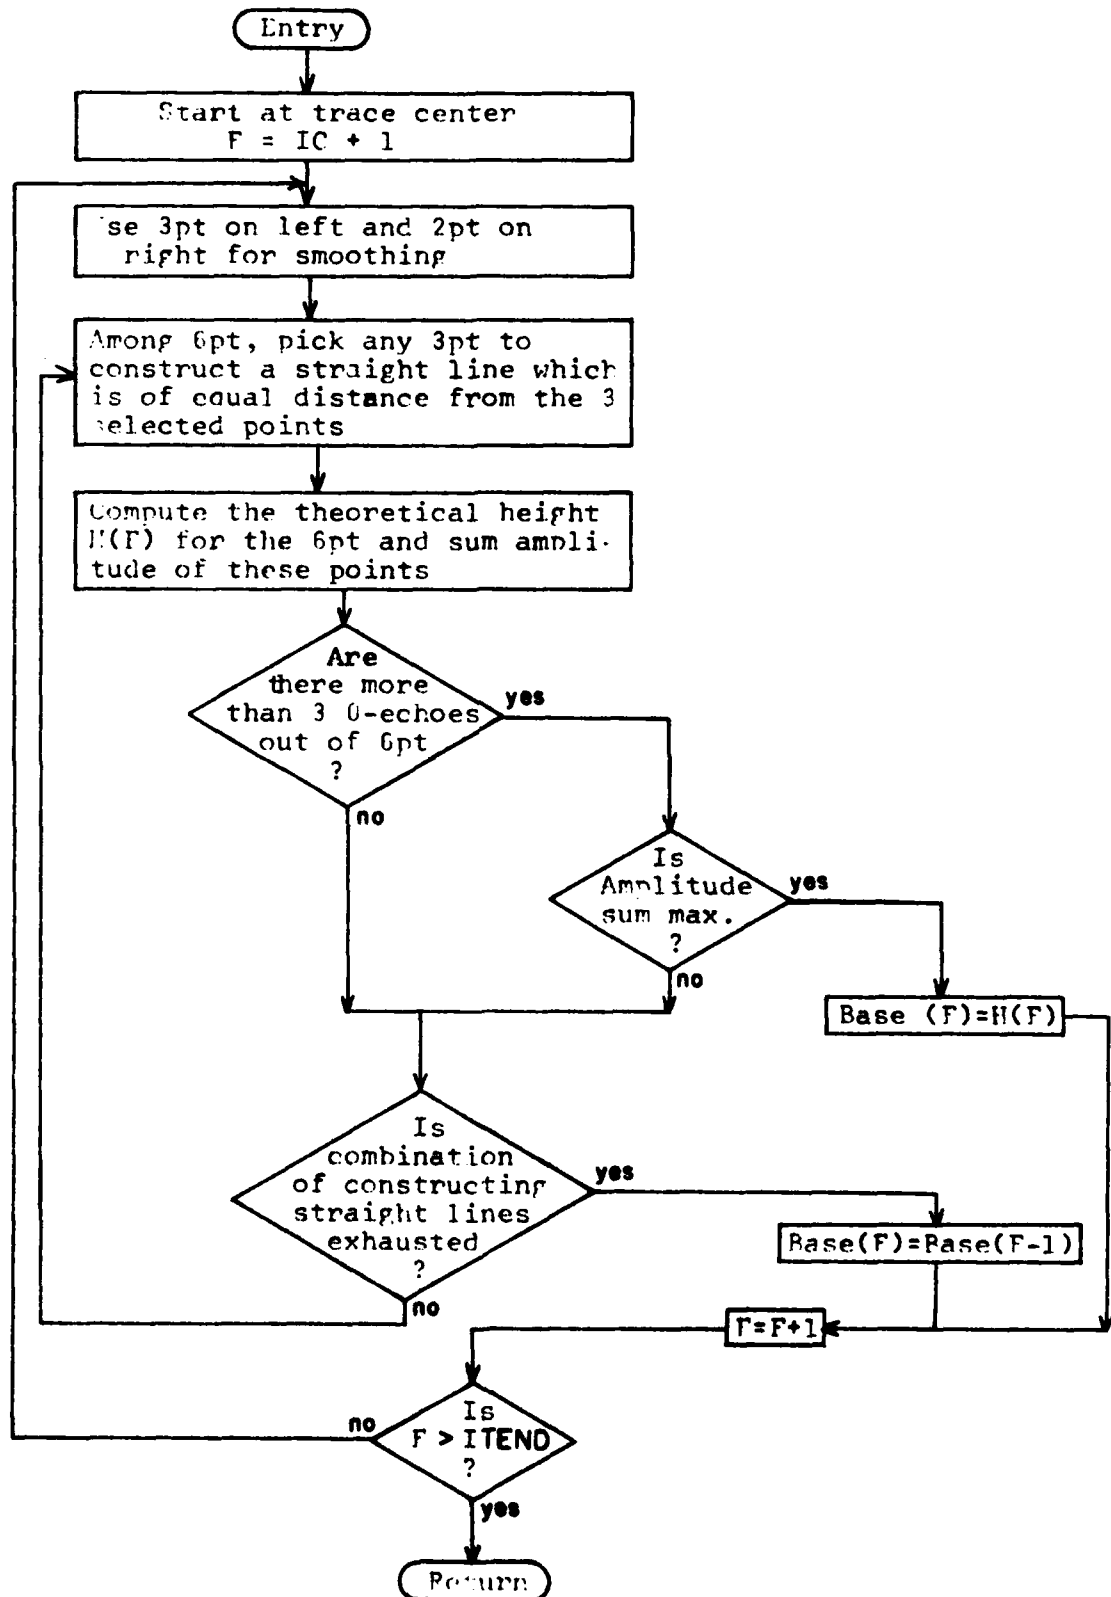 Entry
Start at trace center
F = IC + 1
se 3pt on left and 2pt on
right for smoothing
Among 6pt, pick any 3pt to
construct a straight line which
is of equal distance from the 3
selected points
Compute the theoretical height
H(F) for the 6pt and sum ampli-
tude of these points
Are
there more
than 3 0-echoes
out of 6pt
?
yes
no
Is
Amplitude
sum max.
?
yes
no
Base (F)=H(F)
Is
combination
of constructing
straight lines
exhausted
?
yes
no
Base(F)=Base(F-1)
F=F+1
Is
F > ITEND
?
no
yes
Return